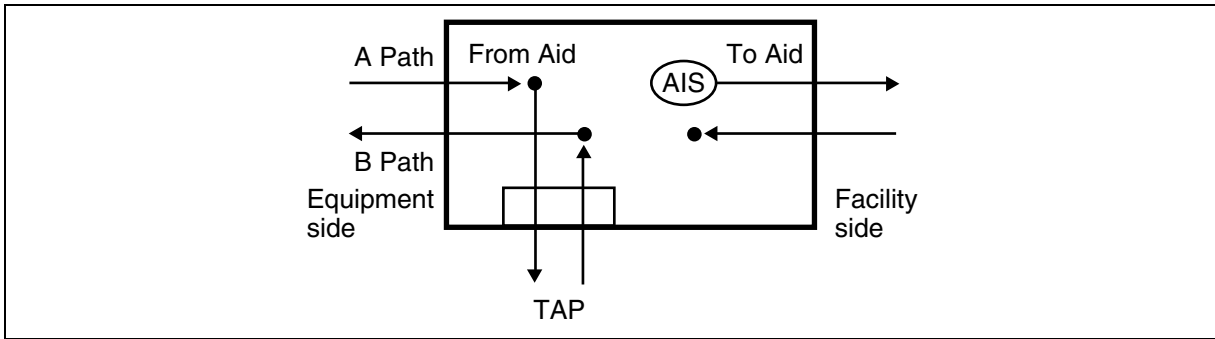 A Path
From Aid
To Aid
AIS
B Path
Equipment
side
Facility
side
TAP